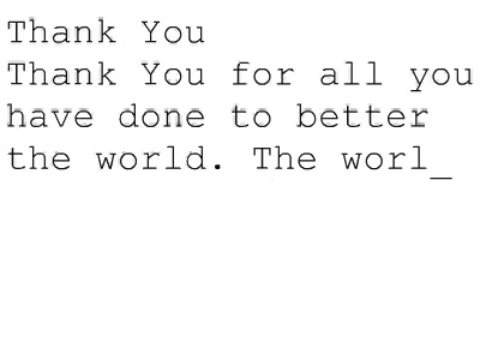 Thank You
Thank You for all you
have done to better
the world. The worl_